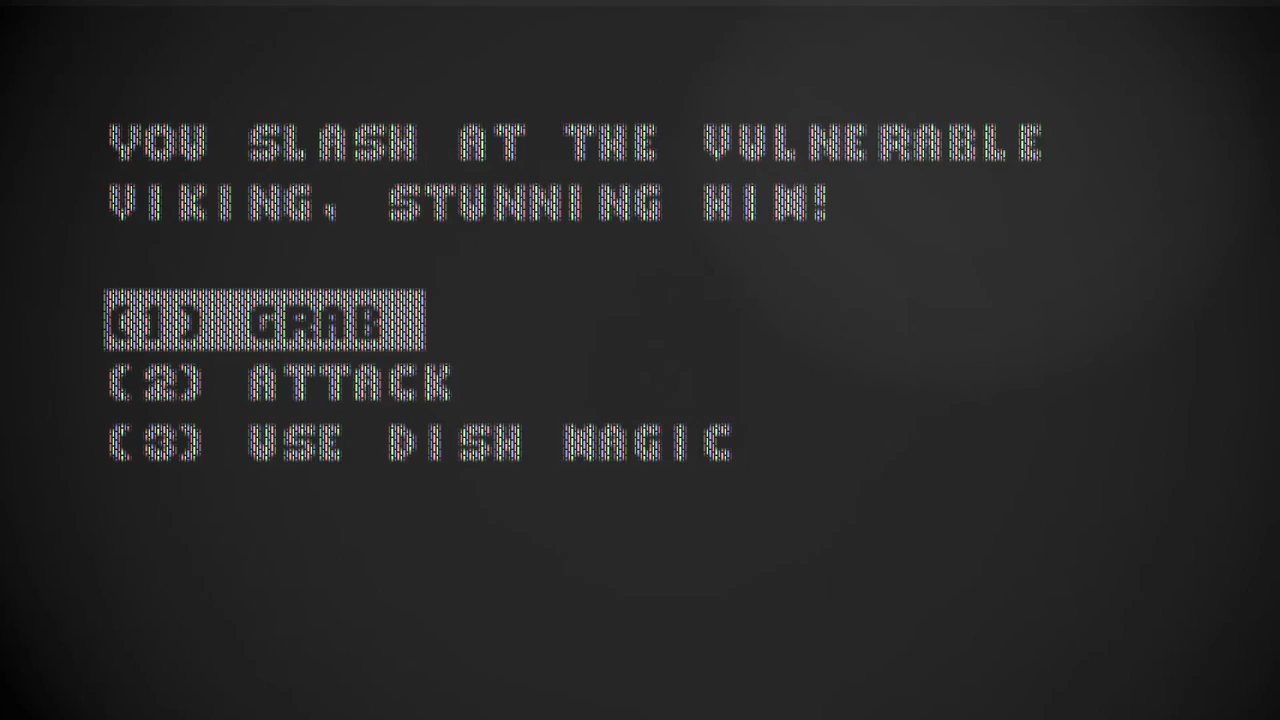 YOU SLASH AT THE VULNERABLE
VIKING, STUNNING HIM!
(1) GRAB
(2) ATTACK
(3) USE DISH MAGIC